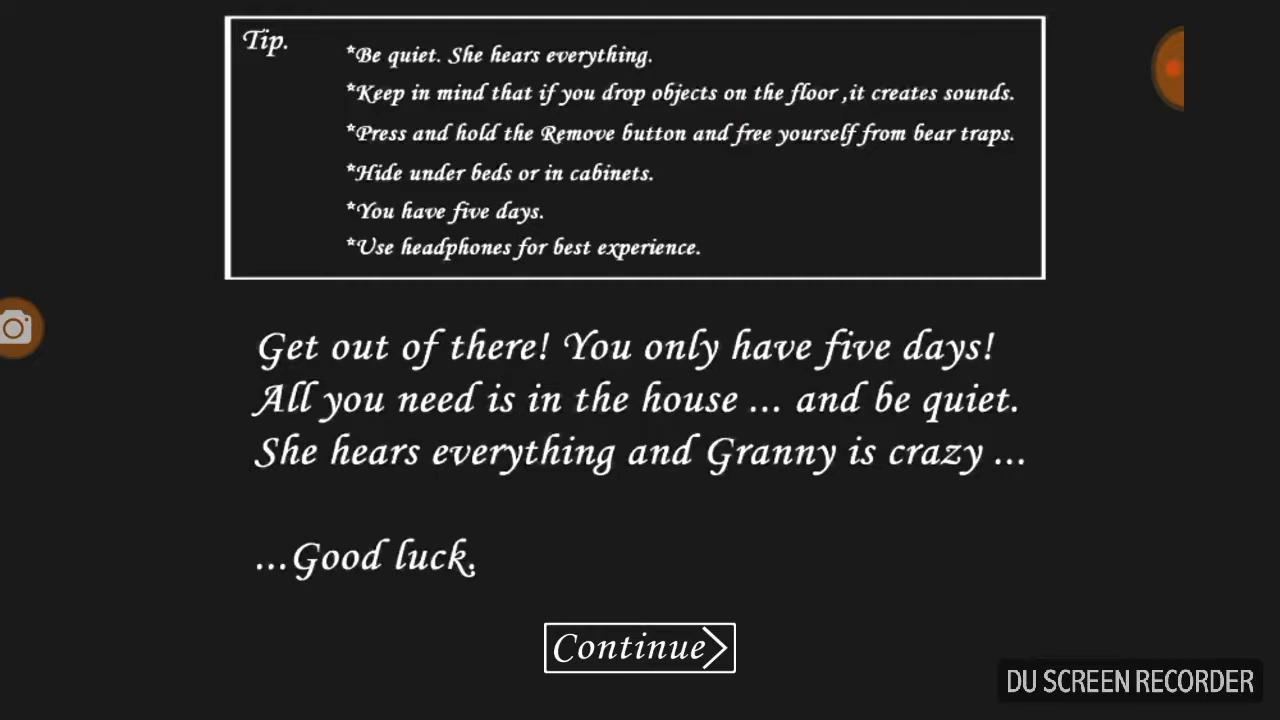 Tip.
*Be quiet. She hears everything.
*Keep in mind that if you drop objects on the floor ,it creates sounds.
*Press and hold the Remove button and free yourself from bear traps.
*Hide under beds or in cabinets.
*You have five days.
*Use headphones for best experience.
Get out of there! You only have five days!
All you need is in the house ... and be quiet.
She hears everything and Granny is crazy ...
...Good luck.
Continue
DU SCREEN RECORDER